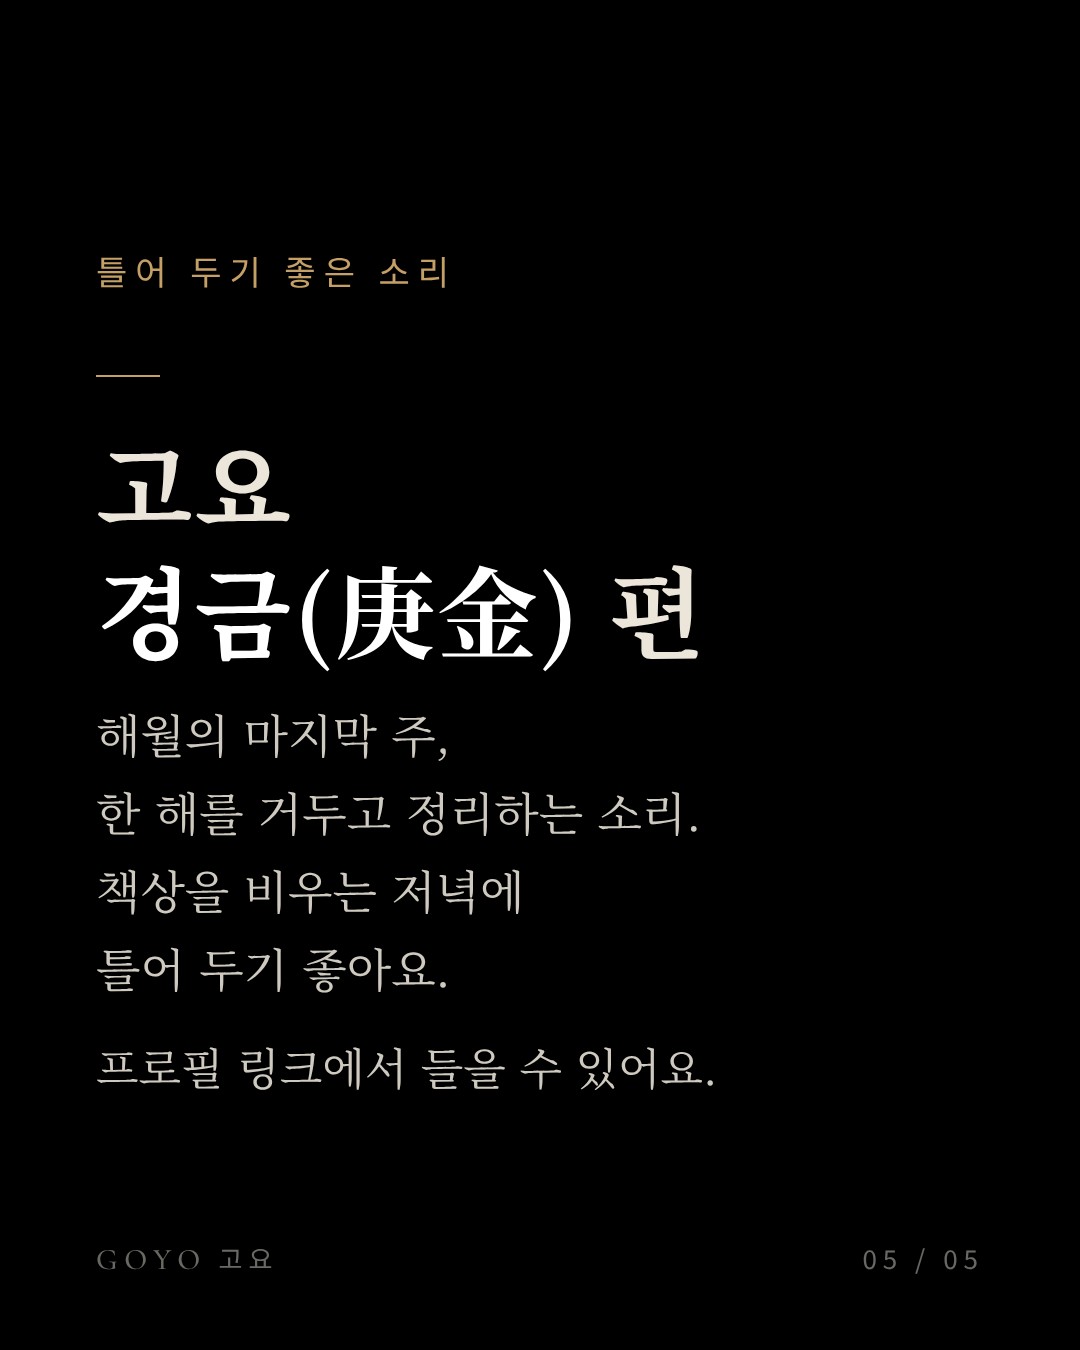 틀어 두기 좋은 소리
고요
경금(庚金) 편
해월의 마지막 주,
한 해를 거두고 정리하는 소리.
책상을 비우는 저녁에
틀어 두기 좋아요.
프로필 링크에서 들을 수 있어요.
GOYO 고요
05 / 05